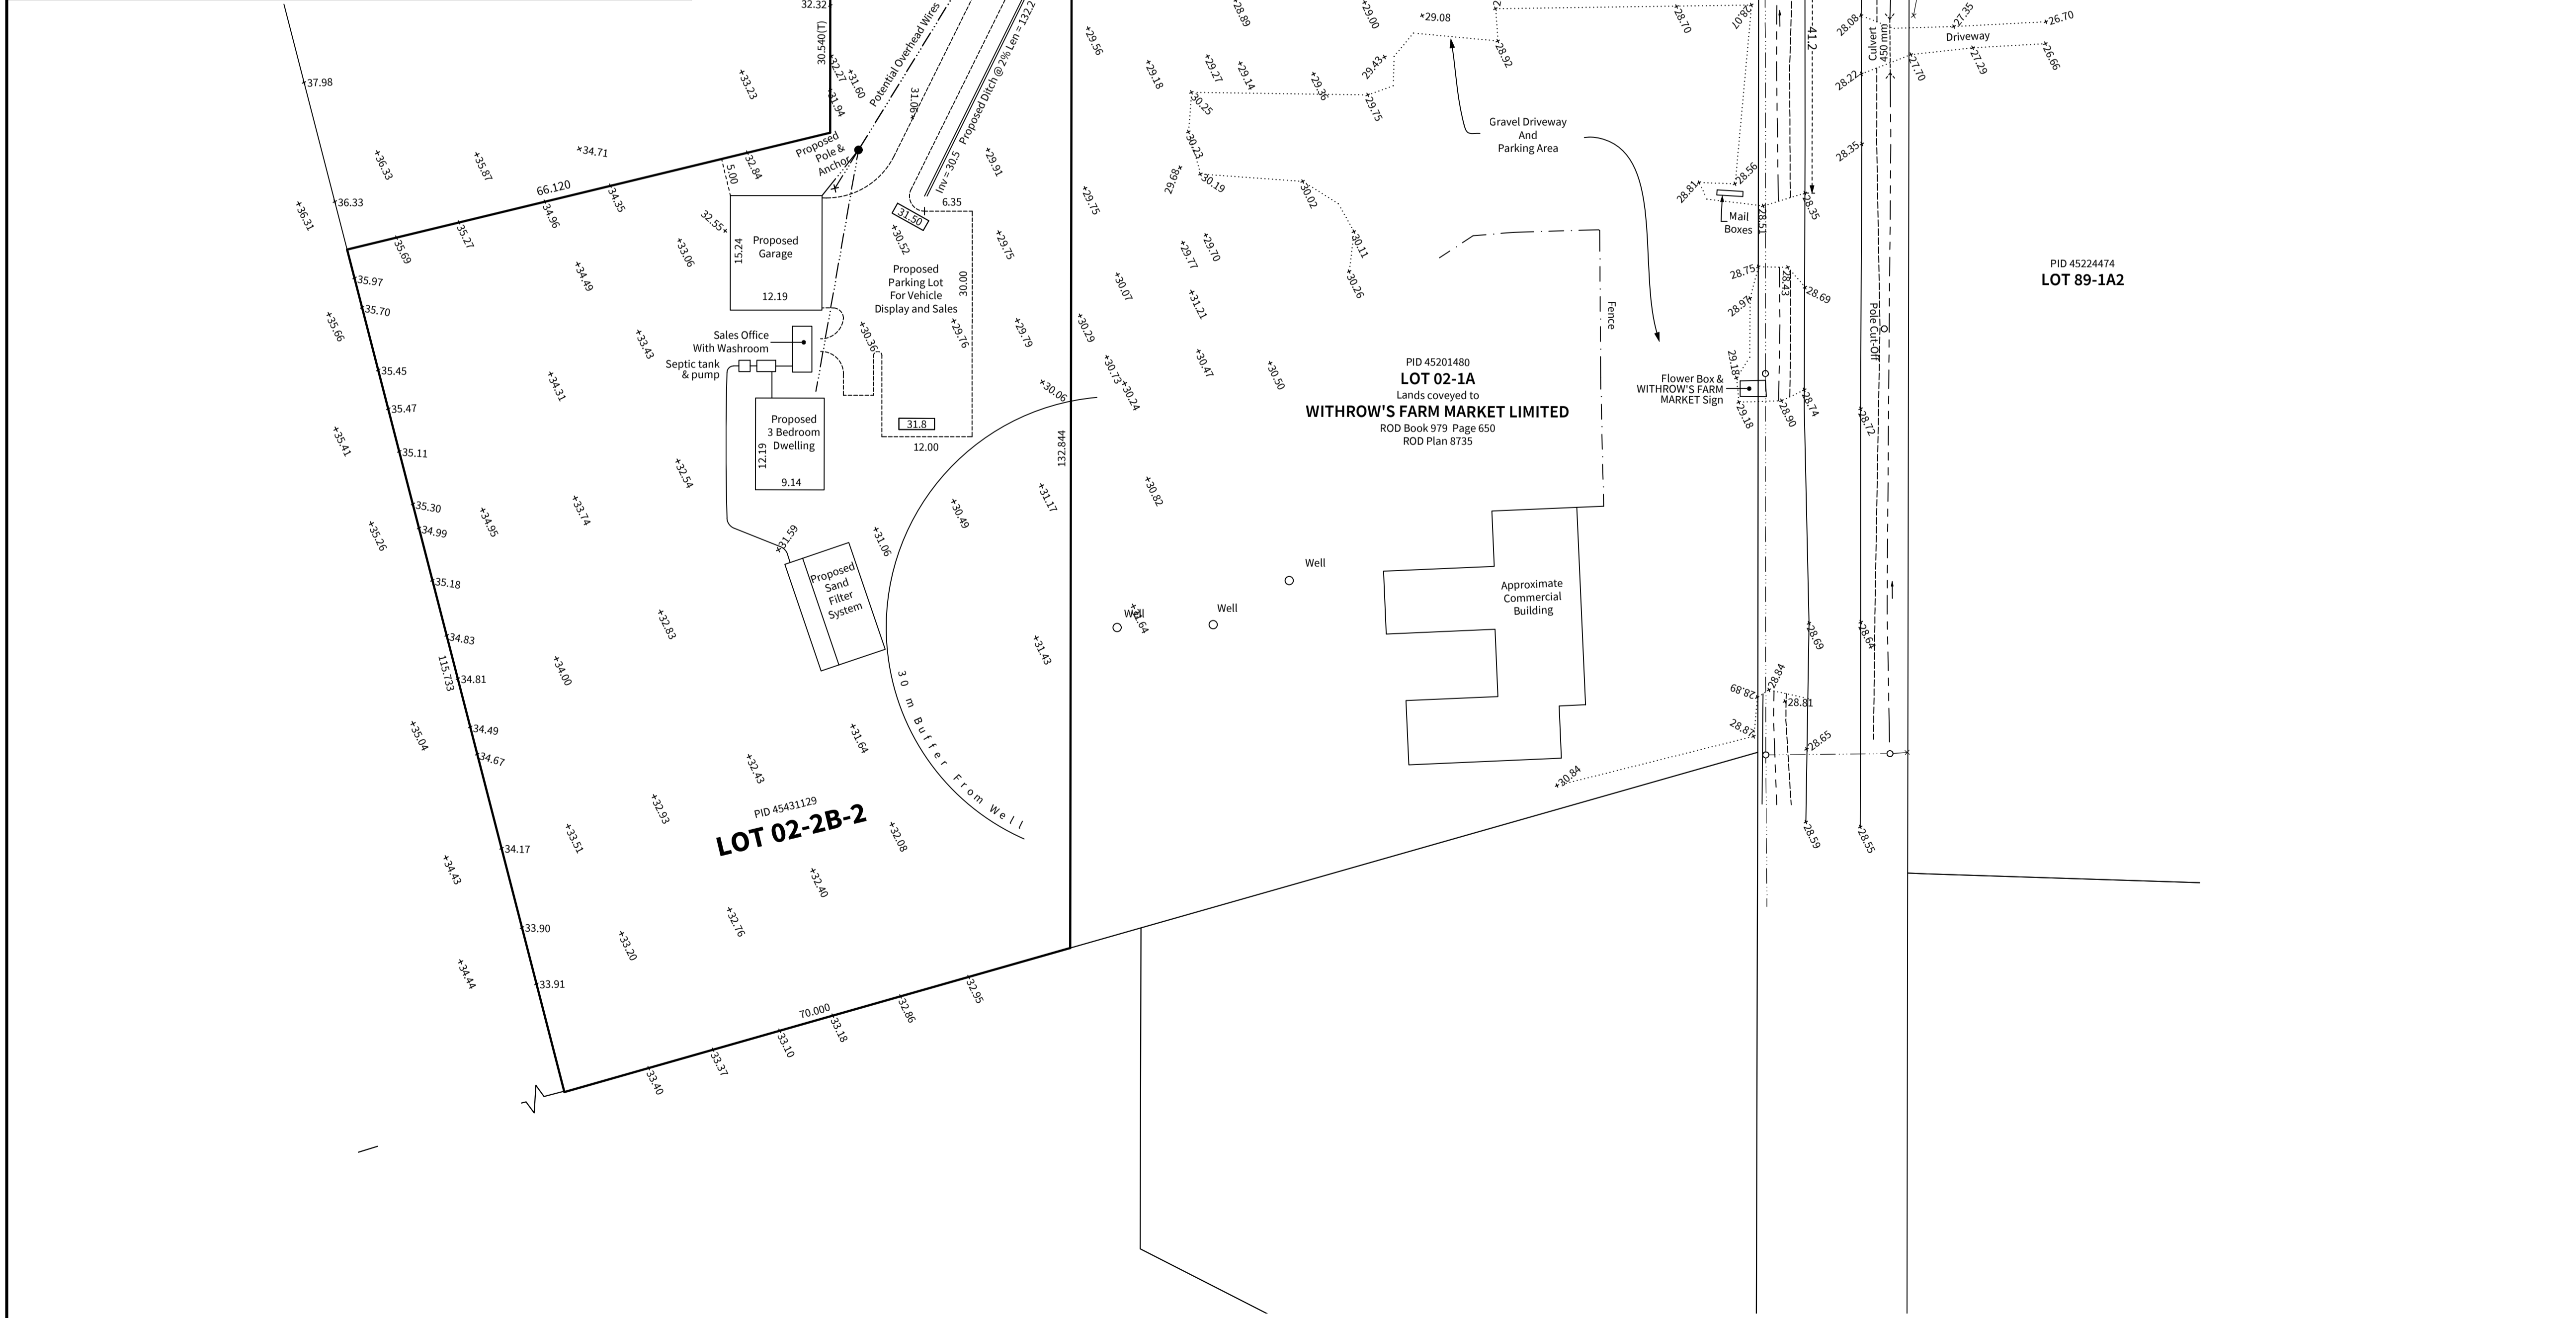 32.32
30.540(T)
+32.27
+31.60
+31.94
Potential Overhead Wires
31.06+
Proposed Ditch @ 2% Len = 132.2
Inv = 30.5
+37.98
+33.23
+36.33
+35.87
+34.71
66.120
5.00
+32.84
Proposed
Pole &
Anchor
+36.33
+36.31
+34.96
+34.35
+35.27
+35.69
+35.97
+35.70
+35.66
32.55+
+33.06
+34.49
15.24
Proposed
Garage
12.19
31.50
6.35
+30.52
Proposed
Parking Lot
For Vehicle
Display and Sales
30.00
+29.91
+29.75
+29.76
+29.79
+30.36
Sales Office
With Washroom
Septic tank
& pump
+33.43
+34.31
+35.45
+35.47
+35.41
+35.11
Proposed
3 Bedroom
Dwelling
12.19
9.14
31.8
12.00
+30.06
132.844
+32.54
+33.74
+34.95
+35.30
+34.99
+35.26
+35.18
+31.59
+31.06
+30.49
+31.17
Proposed
Sand
Filter
System
+32.83
+34.83
115.733
+34.81
+34.00
+31.43
30 m Buffer From Well
+35.04
+34.49
+34.67
+31.64
+32.43
PID 45431129
LOT 02-2B-2
+32.93
+33.51
+32.08
+34.17
+34.43
+32.40
+32.76
+33.90
+33.20
+34.44
+33.91
70.000
+32.95
+32.86
+33.18
+33.10
+33.37
+33.40
+29.56
+28.89
+29.00
+29.08
+28.92
+28.70
28.07
+29.18
+29.27
+29.14
+29.36
29.43+
+29.75
+30.25
+30.23
29.68+
+30.19
+30.02
+30.11
+30.26
+29.75
+29.70
+29.77
+30.07
+31.21
+30.29
+30.73
+30.24
+30.47
+30.50
+30.82
Gravel Driveway
And
Parking Area
Fence
PID 45201480
LOT 02-1A
Lands coveyed to
WITHROW'S FARM MARKET LIMITED
ROD Book 979 Page 650
ROD Plan 8735
Well
Well
Well
+31.64
Approximate
Commercial
Building
+30.84
28.81+
+28.56
Mail
Boxes
+28.51
+28.35
41.2
28.75+
+28.43
+28.69
28.97+
29.18+
Flower Box &
WITHROW'S FARM
MARKET Sign
+29.18
+28.90
+28.74
+28.72
Pole Cut-Off
+28.69
+28.64
28.89
+28.84
+28.81
28.87+
+28.65
+28.59
+28.55
28.08+
Culvert
450 mm
28.22+
28.35+
+27.35
+26.70
Driveway
+27.70
+27.29
+26.66
PID 45224474
LOT 89-1A2